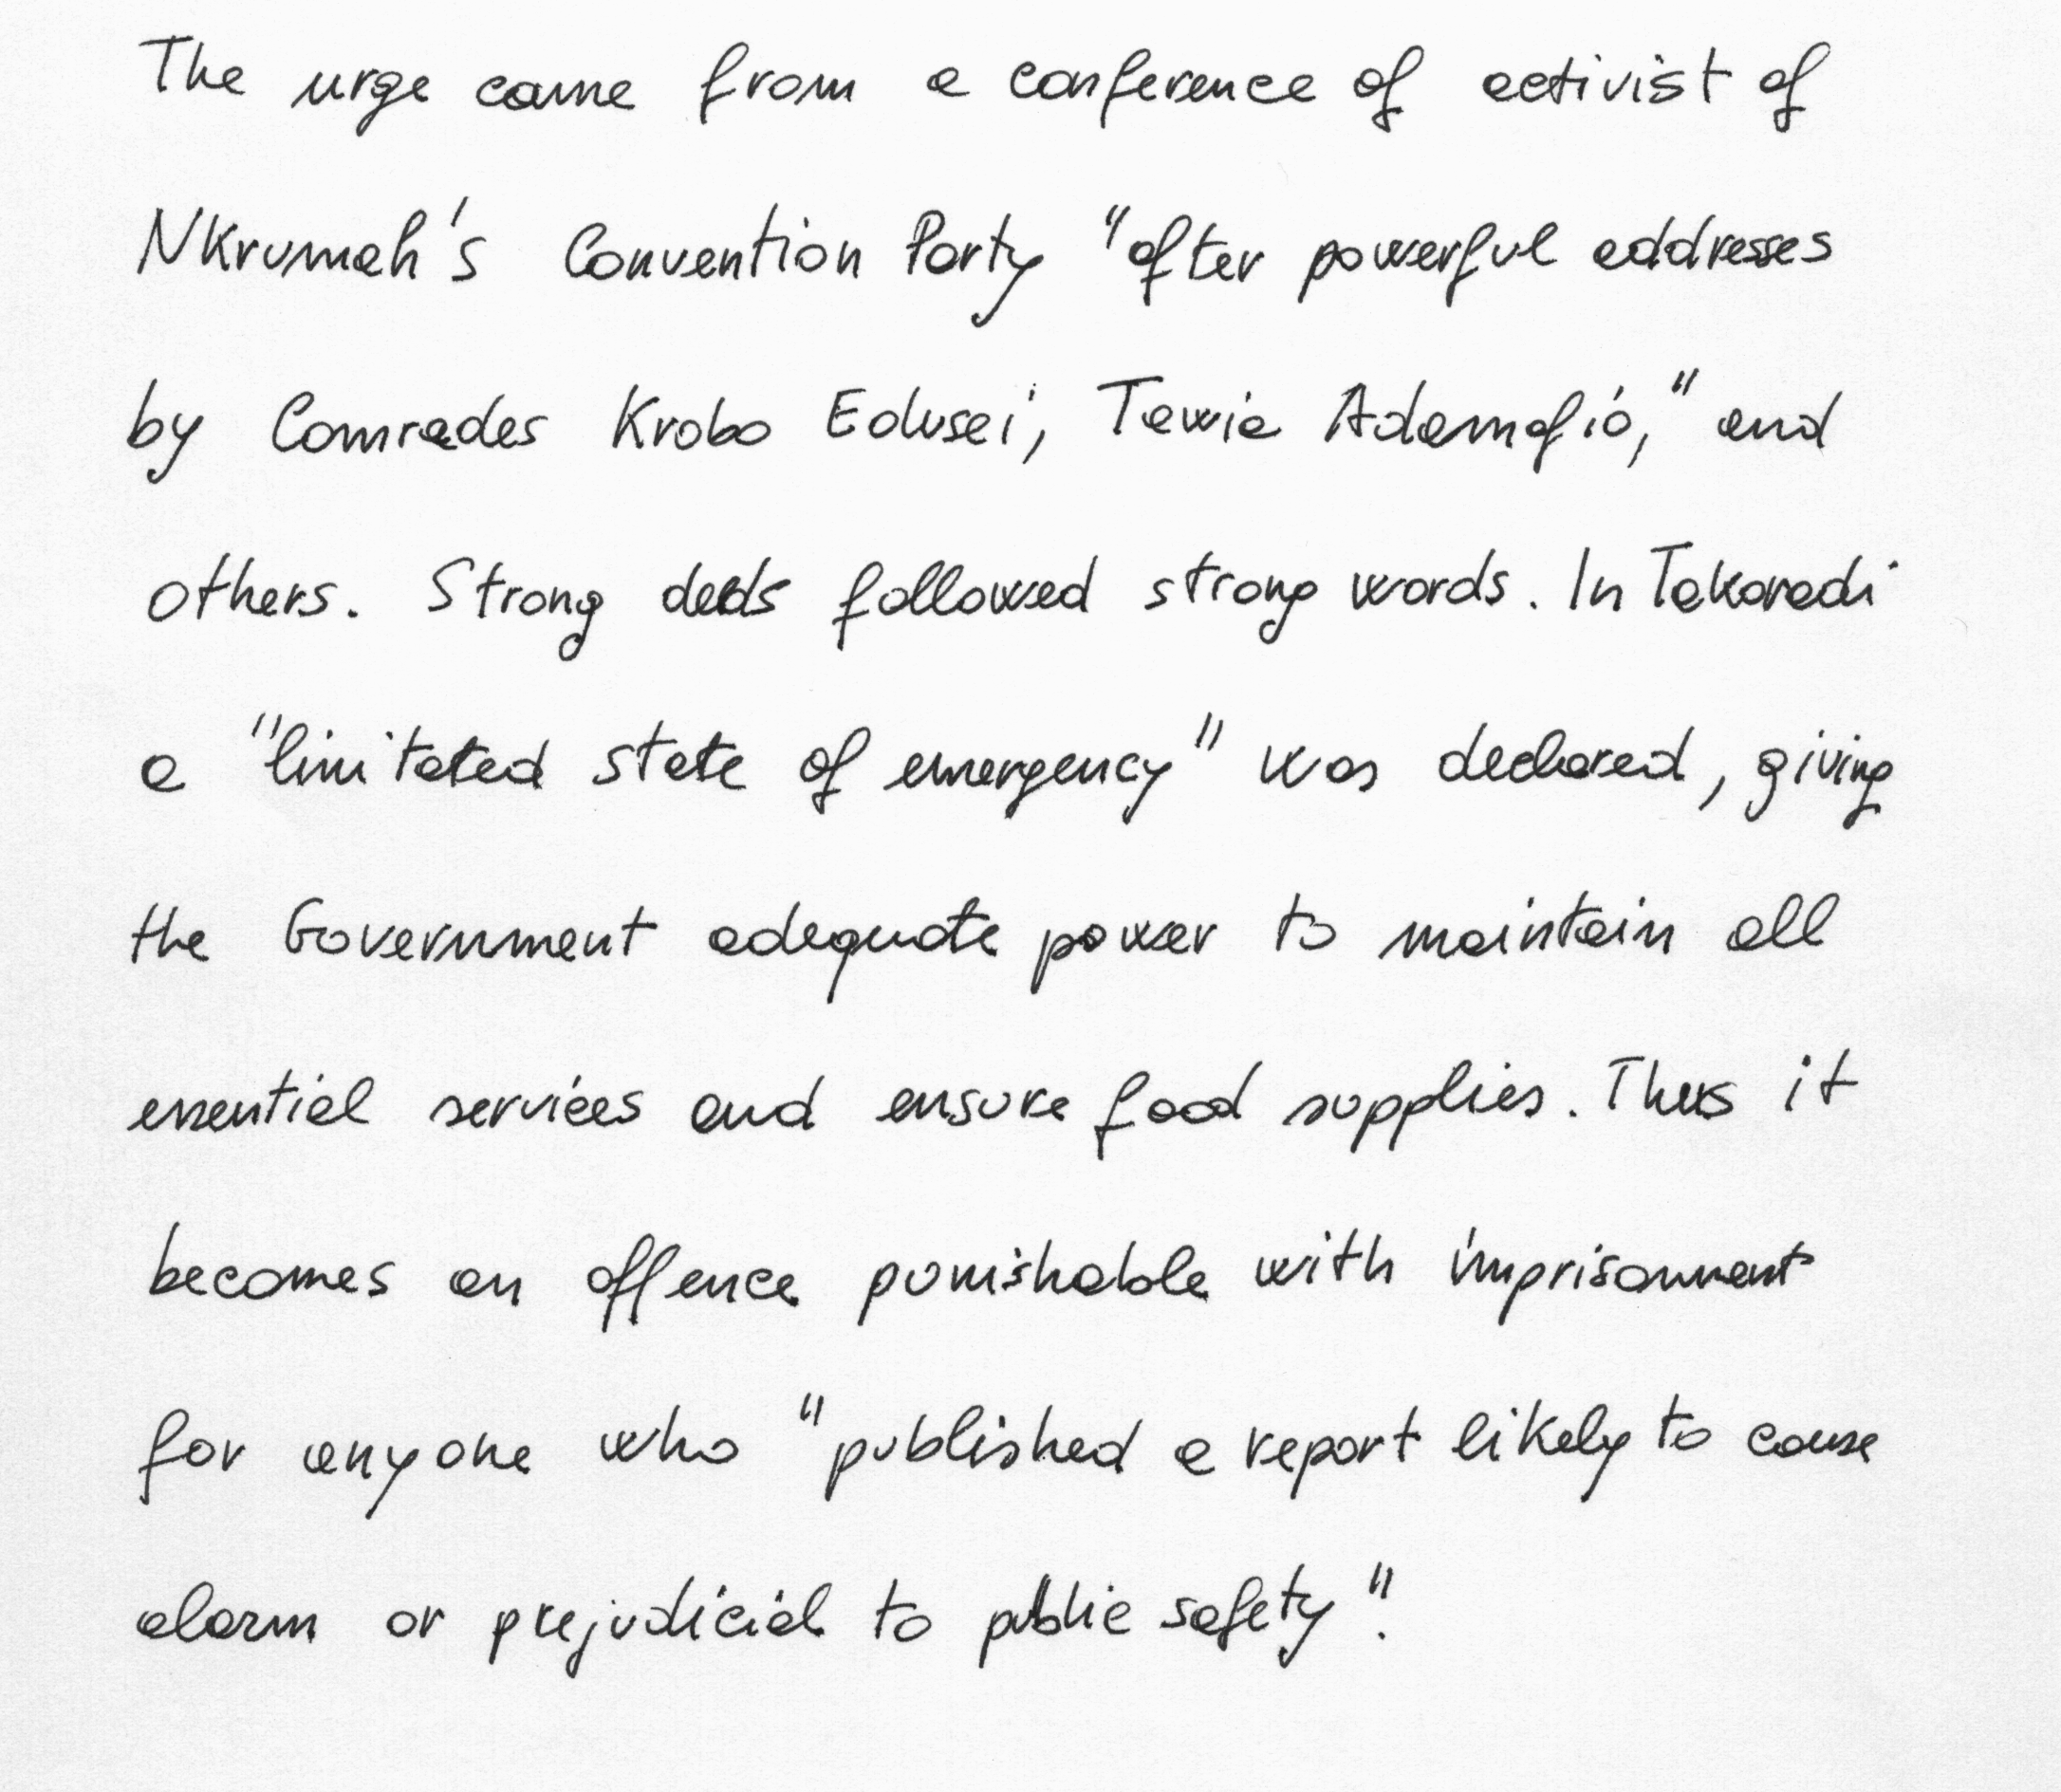 The urge came from a conference of activist of
Nkrumah's Convention Party "after powerful addresses
by Comrades Krobo Edusei, Tawia Adamafio," and
others. Strong deeds followed strong words. In Takoradi
a "limitated state of emergency" was declared, giving
the Government adequate power to maintain all
essential services and ensure food supplies. Thus it
becomes an offence punishable with imprisonment
for anyone who "published a report likely to cause
alarm or prejudicial to public safety".